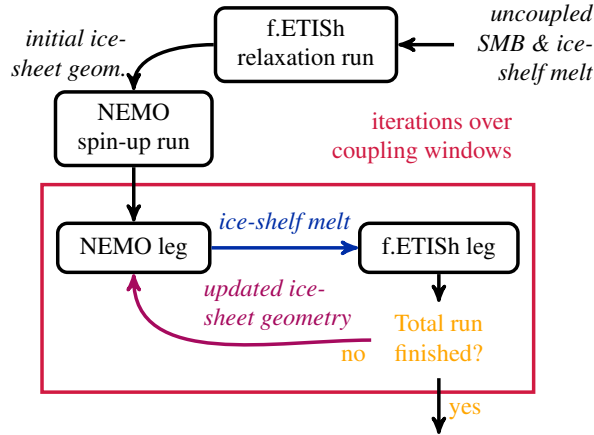 f.ETISh
relaxation run
uncoupled
SMB & ice-
shelf melt
initial ice-
sheet geom..
NEMO
spin-up run
iterations over
coupling windows
NEMO leg
ice-shelf melt
f.ETISh leg
updated ice-
sheet geometry
Total run
finished?
no
yes